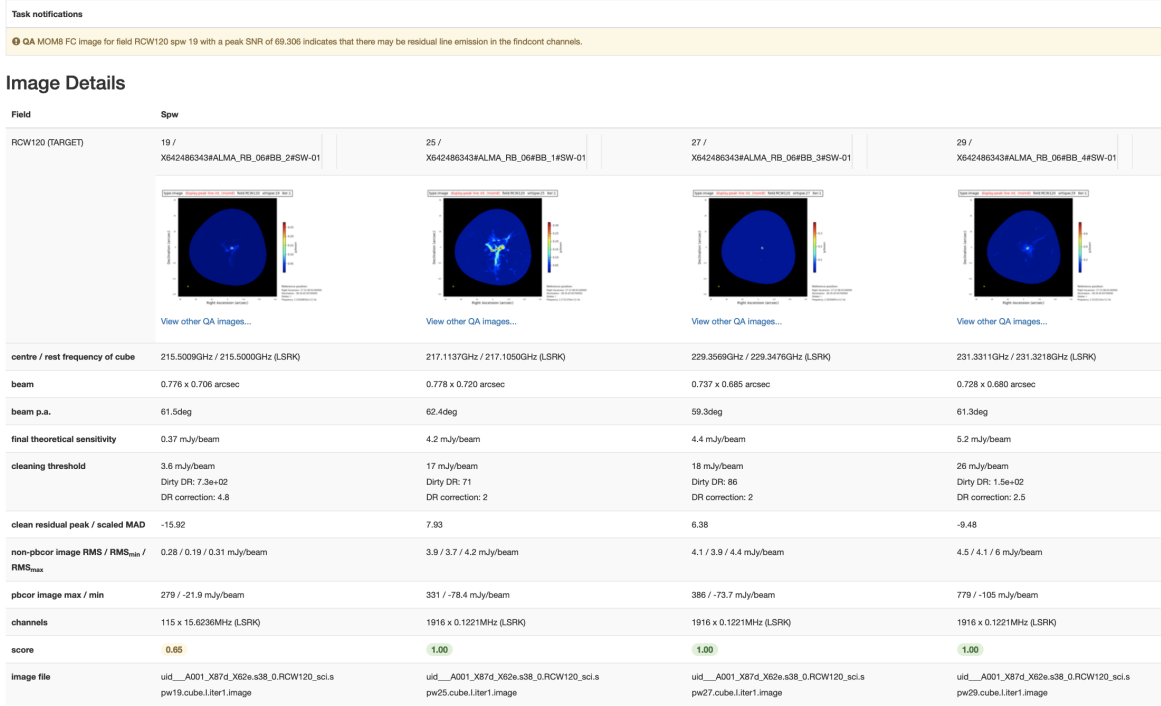 Task notifications
QA MOM8 FC image for field RCW120 spw 19 with a peak SNR of 69.306 indicates that there may be residual line emission in the findcont channels.
Image Details
Field Spw
RCW120 (TARGET) 19 / 25 / 27 / 29 /
X642486343#ALMA_RB_06#BB_2#SW-01 X642486343#ALMA_RB_06#BB_1#SW-01 X642486343#ALMA_RB_06#BB_3#SW-01 X642486343#ALMA_RB_06#BB_4#SW-01
View other QA images... View other QA images... View other QA images... View other QA images...
centre / rest frequency of cube 215.5009GHz / 215.5000GHz (LSRK) 217.1137GHz / 217.1050GHz (LSRK) 229.3569GHz / 229.3476GHz (LSRK) 231.3311GHz / 231.3218GHz (LSRK)
beam 0.776 x 0.706 arcsec 0.778 x 0.720 arcsec 0.737 x 0.685 arcsec 0.728 x 0.680 arcsec
beam p.a. 61.5deg 62.4deg 59.3deg 61.3deg
final theoretical sensitivity 0.37 mJy/beam 4.2 mJy/beam 4.4 mJy/beam 5.2 mJy/beam
cleaning threshold 3.6 mJy/beam 17 mJy/beam 18 mJy/beam 26 mJy/beam
Dirty DR: 7.3e+02 Dirty DR: 71 Dirty DR: 86 Dirty DR: 1.5e+02
DR correction: 4.8 DR correction: 2 DR correction: 2 DR correction: 2.5
clean residual peak / scaled MAD -15.92 7.93 6.38 -9.48
non-pbcor image RMS / RMSmin / 0.28 / 0.19 / 0.31 mJy/beam 3.9 / 3.7 / 4.2 mJy/beam 4.1 / 3.9 / 4.4 mJy/beam 4.5 / 4.1 / 6 mJy/beam
RMSmax
pbcor image max / min 279 / -21.9 mJy/beam 331 / -78.4 mJy/beam 386 / -73.7 mJy/beam 779 / -105 mJy/beam
channels 115 x 15.6236MHz (LSRK) 1916 x 0.1221MHz (LSRK) 1916 x 0.1221MHz (LSRK) 1916 x 0.1221MHz (LSRK)
score 0.65 1.00 1.00 1.00
image file uid___A001_X87d_X62e.s38_0.RCW120_sci.s uid___A001_X87d_X62e.s38_0.RCW120_sci.s uid___A001_X87d_X62e.s38_0.RCW120_sci.s uid___A001_X87d_X62e.s38_0.RCW120_sci.s
pw19.cube.I.iter1.image pw25.cube.I.iter1.image pw27.cube.I.iter1.image pw29.cube.I.iter1.image